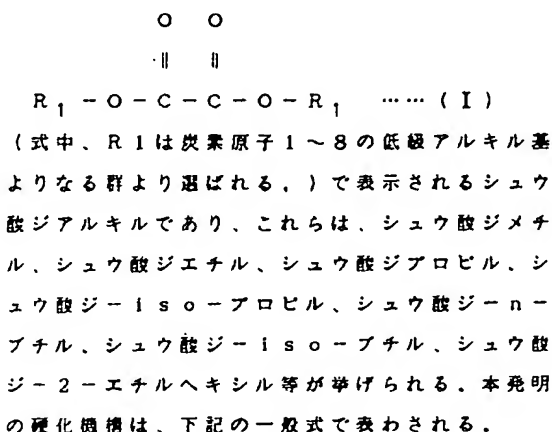 O O
‖ ‖
R1－O－C－C－O－R1 ……(I)
(式中、R1は炭素原子1～8の低級アルキル基
よりなる群より選ばれる。)で表示されるシュウ
酸ジアルキルであり、これらは、シュウ酸ジメチ
ル、シュウ酸ジエチル、シュウ酸ジプロピル、シ
ュウ酸ジ－iso－プロピル、シュウ酸ジ－n－
ブチル、シュウ酸ジ－iso－ブチル、シュウ酸
ジ－2－エチルヘキシル等が挙げられる。本発明
の硬化機構は、下記の一般式で表わされる。